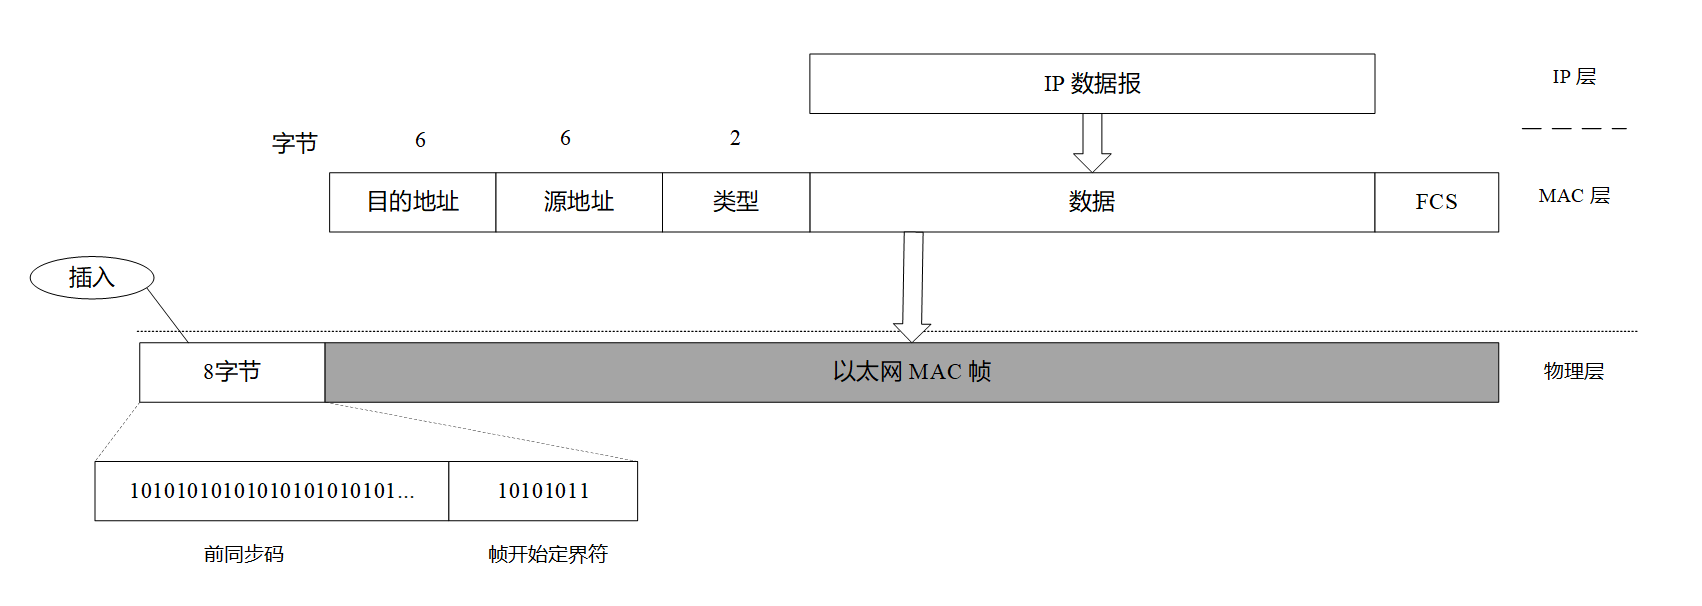 IP 数据报
IP 层
字节
6
6
2
目的地址
源地址
类型
数据
FCS
MAC 层
插入
8字节
以太网 MAC 帧
物理层
10101010101010101010101...
10101011
前同步码
帧开始定界符